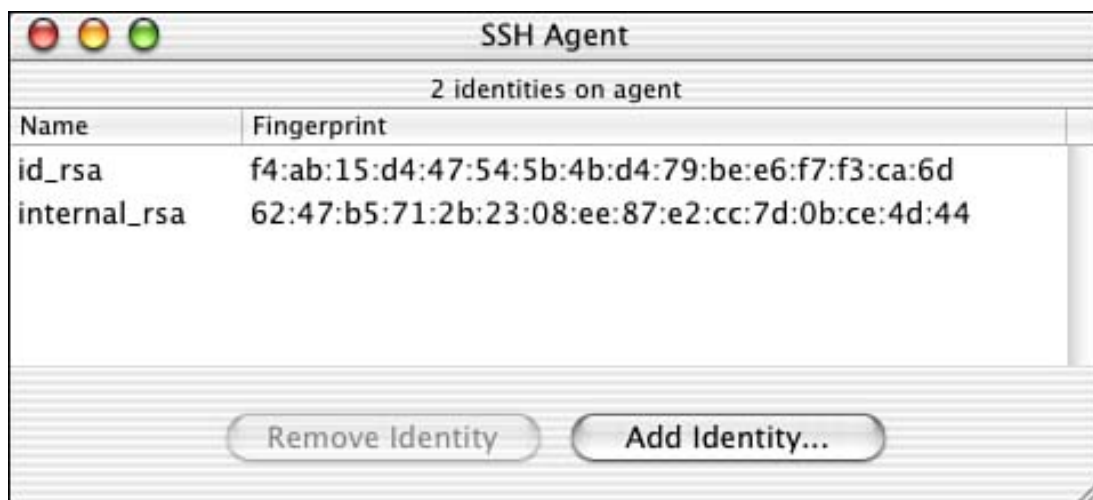 SSH Agent
2 identities on agent
Name Fingerprint
id_rsa f4:ab:15:d4:47:54:5b:4b:d4:79:be:e6:f7:f3:ca:6d
internal_rsa 62:47:b5:71:2b:23:08:ee:87:e2:cc:7d:0b:ce:4d:44
Remove Identity Add Identity...